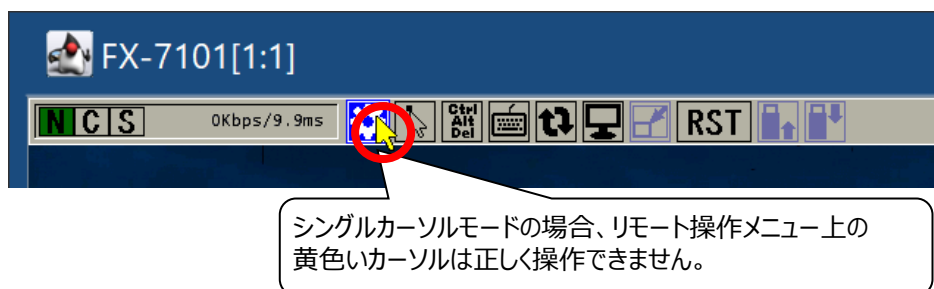 FX-7101[1:1]
N C S 0Kbps/9.9ms Ctrl Alt Del RST
シングルカーソルモードの場合、リモート操作メニュー上の
黄色いカーソルは正しく操作できません。